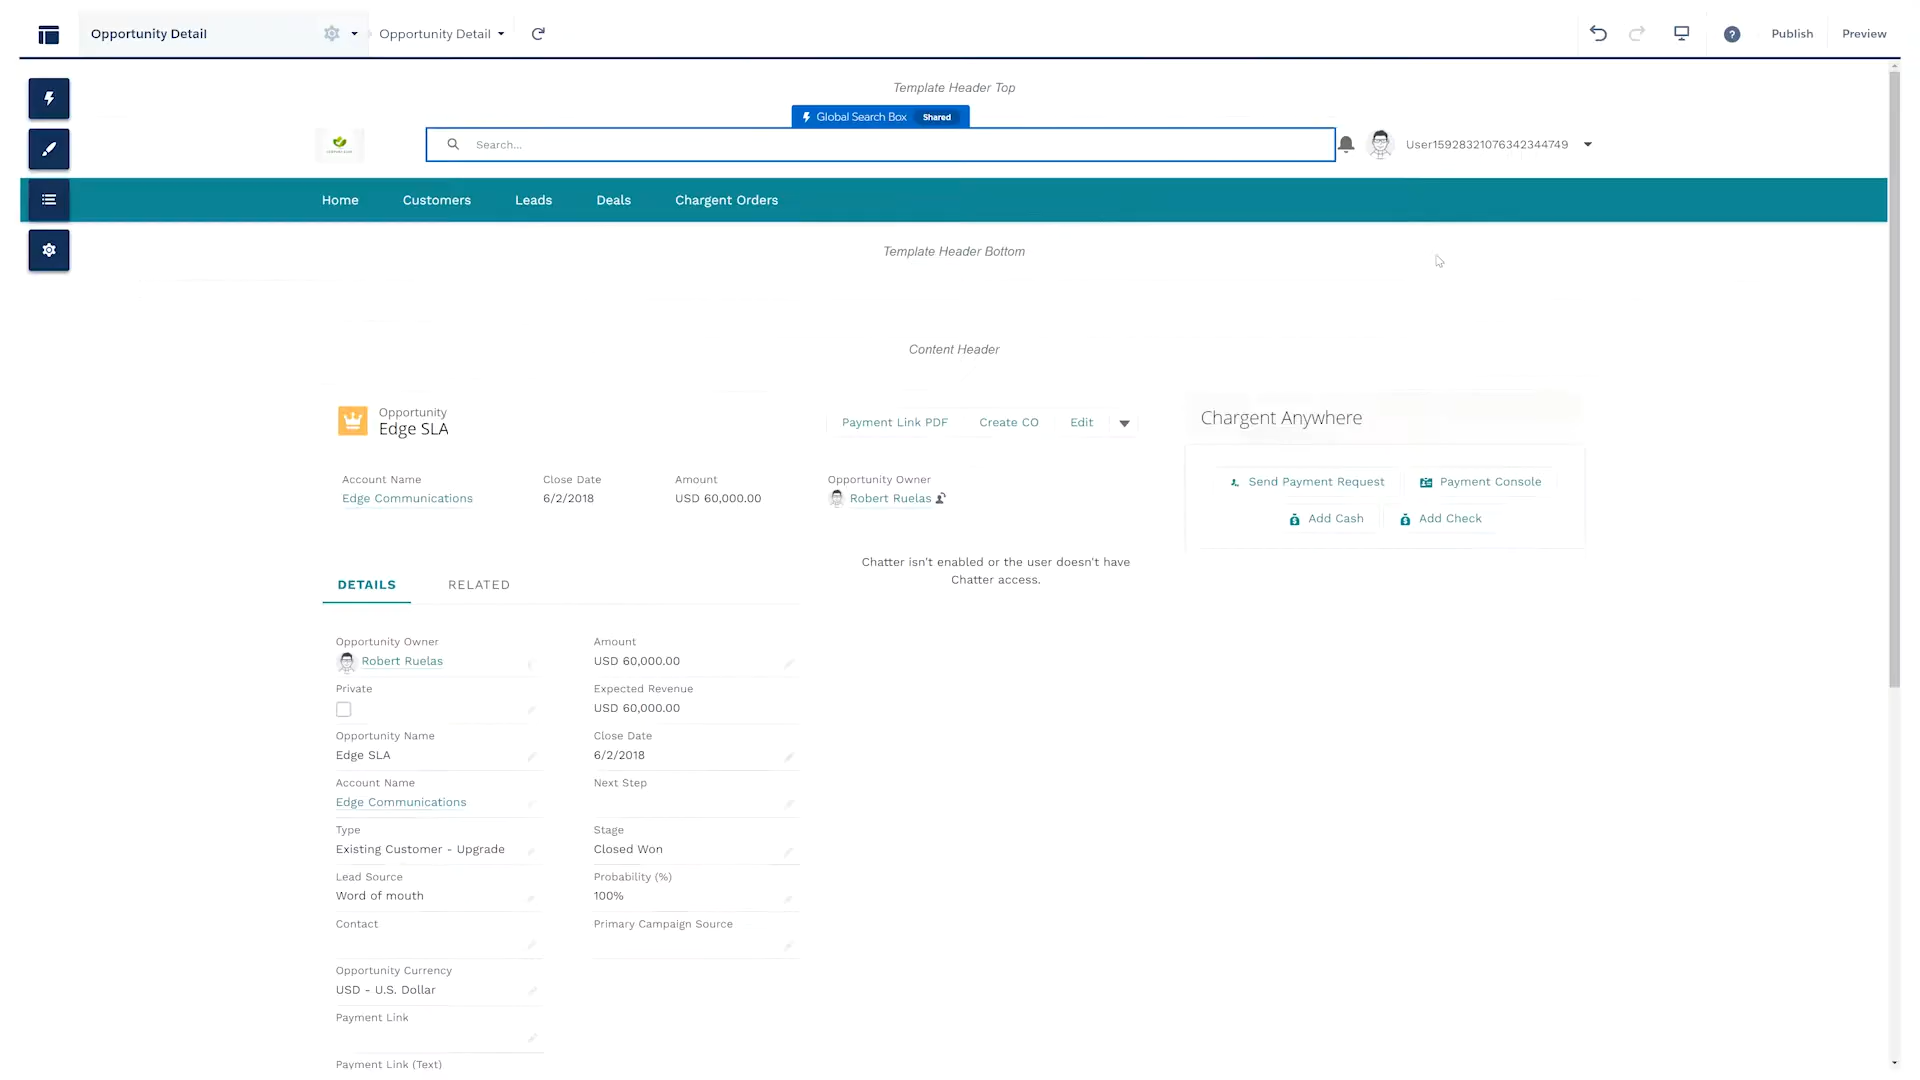 Opportunity Detail
Opportunity Detail
?
Publish
Preview
Template Header Top
Global Search Box Shared
Search...
User15928321076342344749
Home
Customers
Leads
Deals
Chargent Orders
Template Header Bottom
Content Header
Opportunity
Edge SLA
Payment Link PDF
Create CO
Edit
Chargent Anywhere
Account Name
Edge Communications
Close Date
6/2/2018
Amount
USD 60,000.00
Opportunity Owner
Robert Ruelas
Send Payment Request
Payment Console
Add Cash
Add Check
Chatter isn't enabled or the user doesn't have
Chatter access.
DETAILS
RELATED
Opportunity Owner
Robert Ruelas
Amount
USD 60,000.00
Private
Expected Revenue
USD 60,000.00
Opportunity Name
Edge SLA
Close Date
6/2/2018
Account Name
Edge Communications
Next Step
Type
Existing Customer - Upgrade
Stage
Closed Won
Lead Source
Word of mouth
Probability (%)
100%
Contact
Primary Campaign Source
Opportunity Currency
USD - U.S. Dollar
Payment Link
Payment Link (Text)